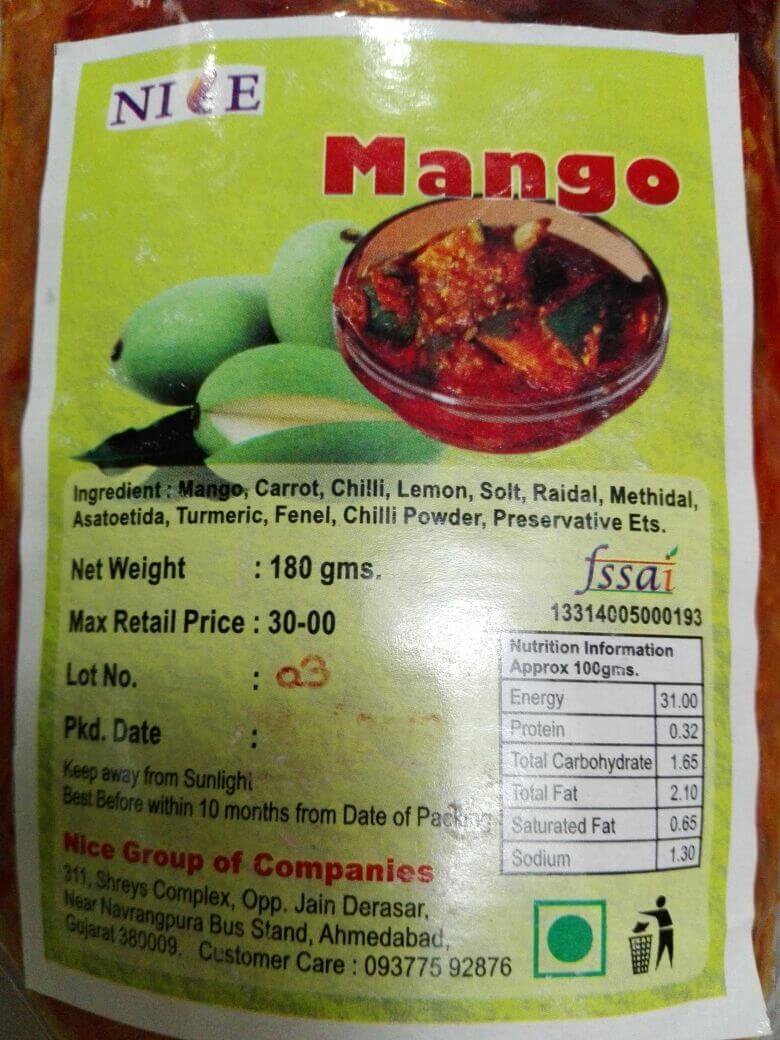 NICE
Mango
Ingredient : Mango, Carrot, Chilli, Lemon, Solt, Raidal, Methidal,
Asatoetida, Turmeric, Fenel, Chilli Powder, Preservative Ets.
Net Weight : 180 gms.
Max Retail Price : 30-00
Lot No. : 03
Pkd. Date :
Keep away from Sunlight
Best Before within 10 months from Date of Packing
fssai
13314005000193
Nutrition Information
Approx 100gms.
Energy 31.00
Protein 0.32
Total Carbohydrate 1.65
Total Fat 2.10
Saturated Fat 0.65
Sodium 1.30
Nice Group of Companies
311, Shreys Complex, Opp. Jain Derasar,
Near Navrangpura Bus Stand, Ahmedabad,
Gujarat 380009. Customer Care : 093775 92876